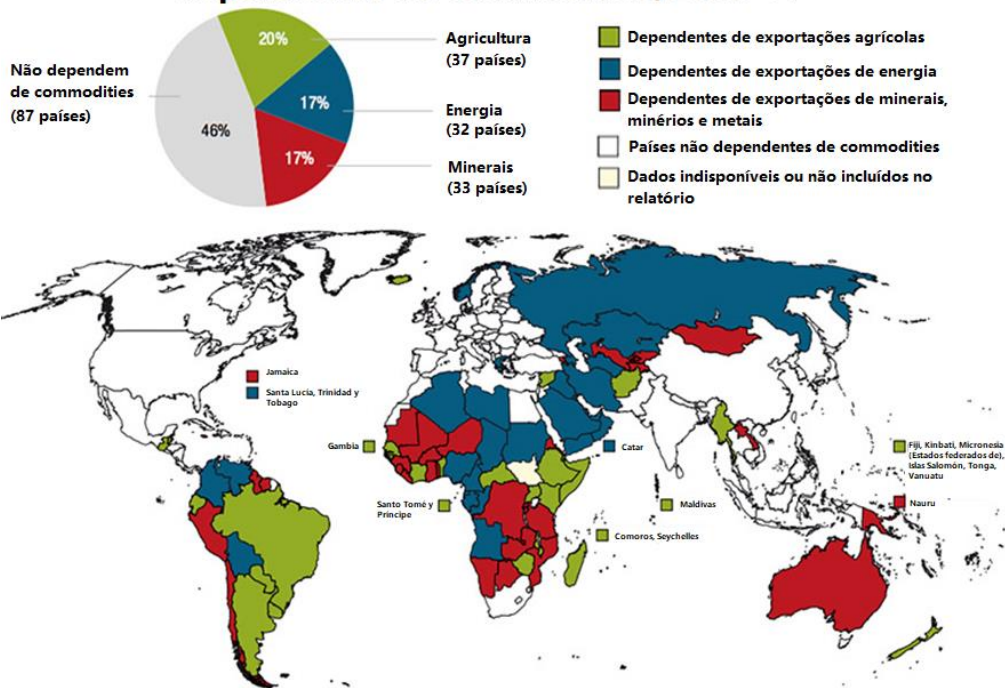 Não dependem
de commodities
(87 países)
20%
17%
17%
46%
Agricultura
(37 países)
Energia
(32 países)
Minerais
(33 países)
Dependentes de exportações agrícolas
Dependentes de exportações de energia
Dependentes de exportações de minerais,
minérios e metais
Países não dependentes de commodities
Dados indisponíveis ou não incluídos no
relatório
Jamaica
Santa Lucía, Trinidad y
Tobago
Gambia
Catar
Fiji, Kinbati, Micronesia
(Estados federados de),
Islas Salomón, Tonga,
Vanuatu
Santo Tomé y
Príncipe
Maldivas
Nauru
Comoros, Seychelles